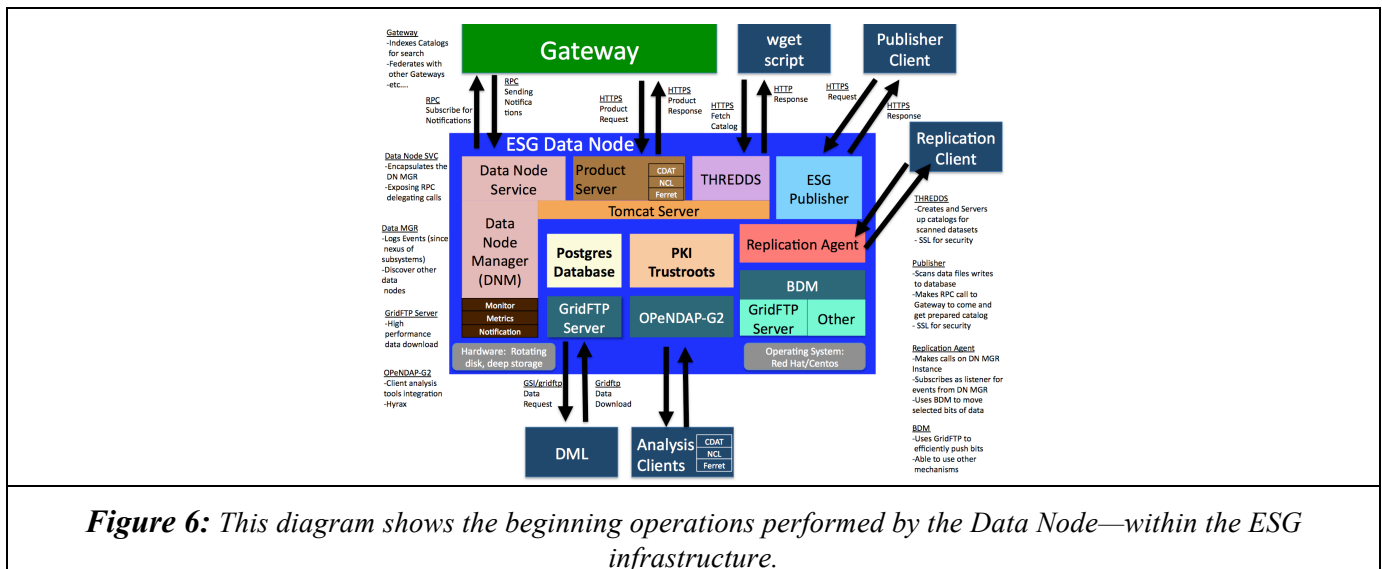 Gateway
-Indexes Catalogs
for search
-Federates with
other Gateways
-etc....
Gateway
wget
script
Publisher
Client
RPC
Subscribe for
Notifications
RPC
Sending
Notifica
tions
HTTPS
Product
Request
HTTPS
Product
Response
HTTPS
Fetch
Catalog
HTTP
Response
HTTPS
Request
HTTPS
Response
Replication
Client
ESG Data Node
Data Node SVC
-Encapsulates the
DN MGR
-Exposing RPC
delegating calls
Data Node
Service
Product
Server
CDAT
NCL
Ferret
THREDDS
ESG
Publisher
Tomcat Server
Data MGR
-Logs Events (since
nexus of
subsystems)
-Discover other
data
nodes
Data
Node
Manager
(DNM)
Postgres
Database
PKI
Trustroots
Replication Agent
BDM
Monitor
Metrics
Notification
GridFTP
Server
OPeNDAP-G2
GridFTP
Server
Other
GridFTP Server
-High
performance
data download
Hardware: Rotating
disk, deep storage
Operating System:
Red Hat/Centos
OPeNDAP-G2
-Client analysis
tools integration
-Hyrax
GSI/gridftp
Data
Request
Gridftp
Data
Download
DML
Analysis
Clients
CDAT
NCL
Ferret
THREDDS
-Creates and Servers
up catalogs for
scanned datasets
- SSL for security
Publisher
-Scans data files writes
to database
-Makes RPC call to
Gateway to come and
get prepared catalog
- SSL for security
Replication Agent
-Makes calls on DN MGR
Instance
-Subscribes as listener for
events from DN MGR
-Uses BDM to move
selected bits of data
BDM
-Uses GridFTP to
efficiently push bits
-Able to use other
mechanisms
Figure 6: This diagram shows the beginning operations performed by the Data Node—within the ESG
infrastructure.